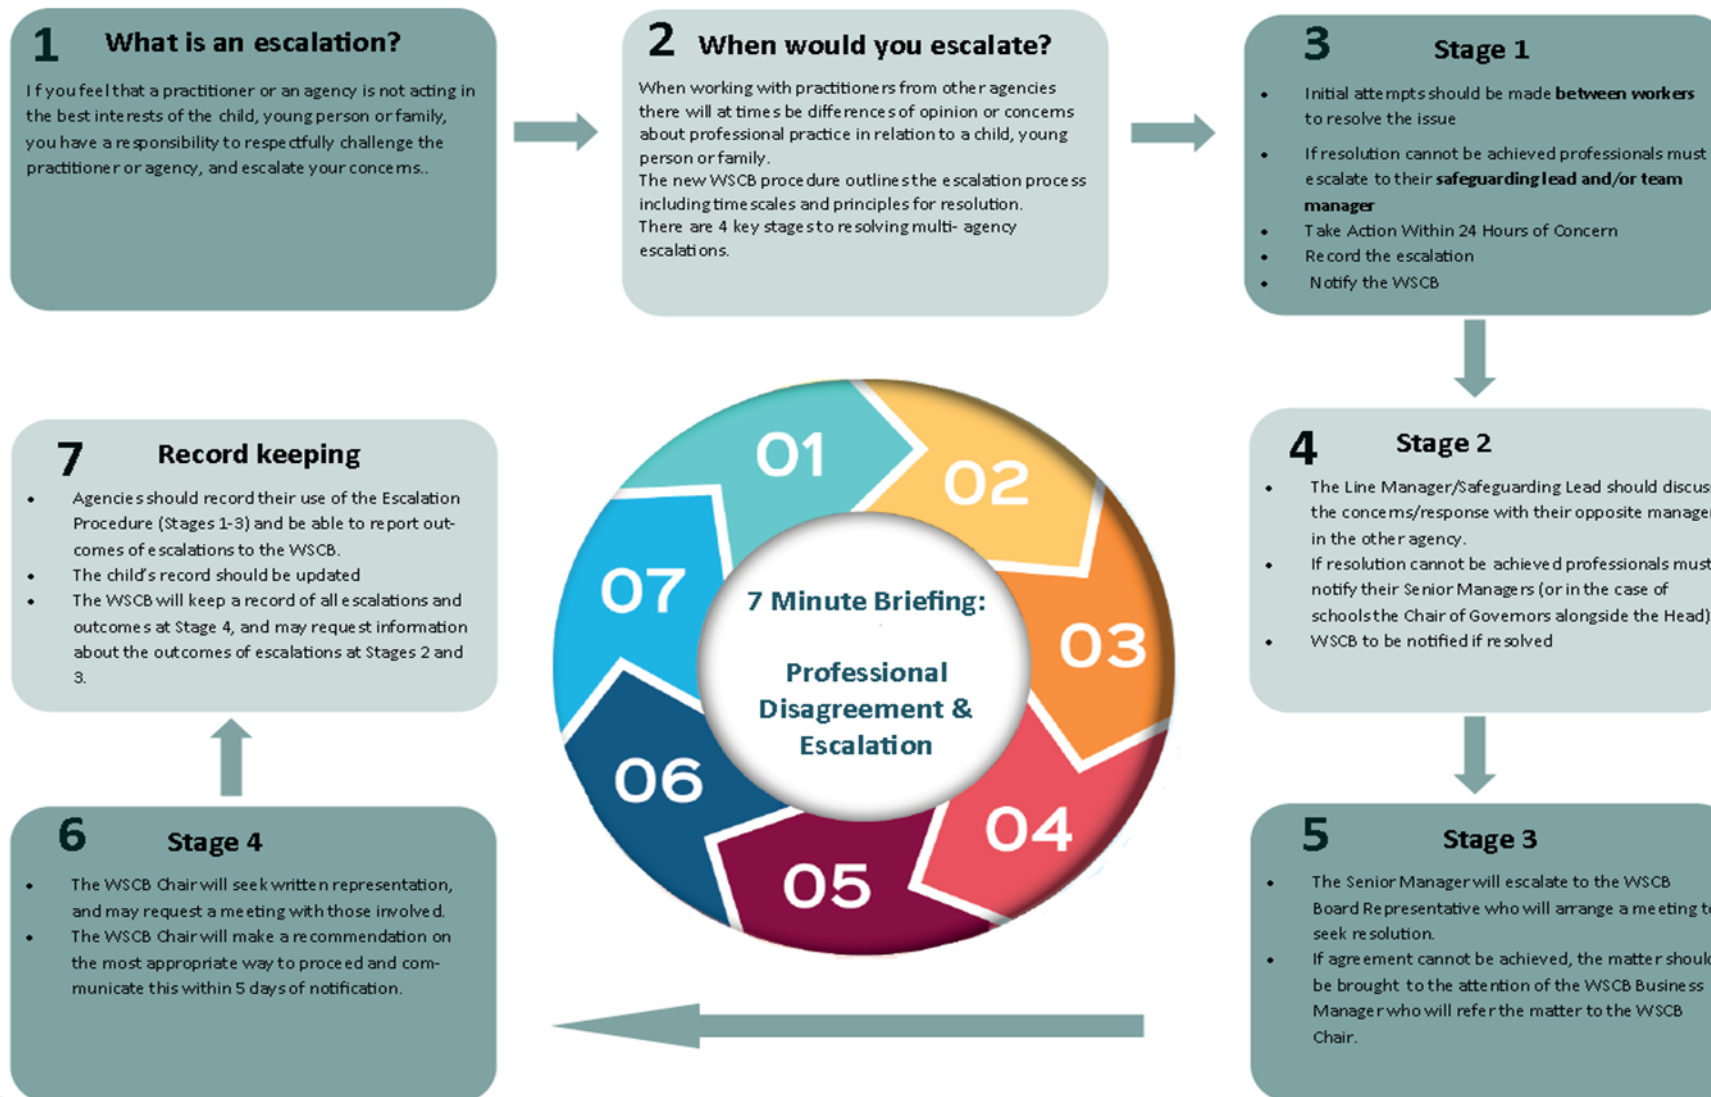 1 What is an escalation?
If you feel that a practitioner or an agency is not acting in
the best interests of the child, young person or family,
you have a responsibility to respectfully challenge the
practitioner or agency, and escalate your concerns..
2 When would you escalate?
When working with practitioners from other agencies
there will at times be differences of opinion or concerns
about professional practice in relation to a child, young
person or family.
The new WSCB procedure outlines the escalation process
including timescales and principles for resolution.
There are 4 key stages to resolving multi- agency
escalations.
3 Stage 1
• Initial attempts should be made between workers
to resolve the issue
• If resolution cannot be achieved professionals must
escalate to their safeguarding lead and/or team
manager
• Take Action Within 24 Hours of Concern
• Record the escalation
• Notify the WSCB
4 Stage 2
• The Line Manager/Safeguarding Lead should discuss
the concerns/response with their opposite manager
in the other agency.
• If resolution cannot be achieved professionals must
notify their Senior Managers (or in the case of
schools the Chair of Governors alongside the Head)
• WSCB to be notified if resolved
5 Stage 3
• The Senior Manager will escalate to the WSCB
Board Representative who will arrange a meeting to
seek resolution.
• If agreement cannot be achieved, the matter should
be brought to the attention of the WSCB Business
Manager who will refer the matter to the WSCB
Chair.
6 Stage 4
• The WSCB Chair will seek written representation,
and may request a meeting with those involved.
• The WSCB Chair will make a recommendation on
the most appropriate way to proceed and com-
municate this within 5 days of notification.
7 Record keeping
• Agencies should record their use of the Escalation
Procedure (Stages 1-3) and be able to report out-
comes of escalations to the WSCB.
• The child's record should be updated
• The WSCB will keep a record of all escalations and
outcomes at Stage 4, and may request information
about the outcomes of escalations at Stages 2 and
3.
01
02
03
04
05
06
07
7 Minute Briefing:
Professional
Disagreement &
Escalation